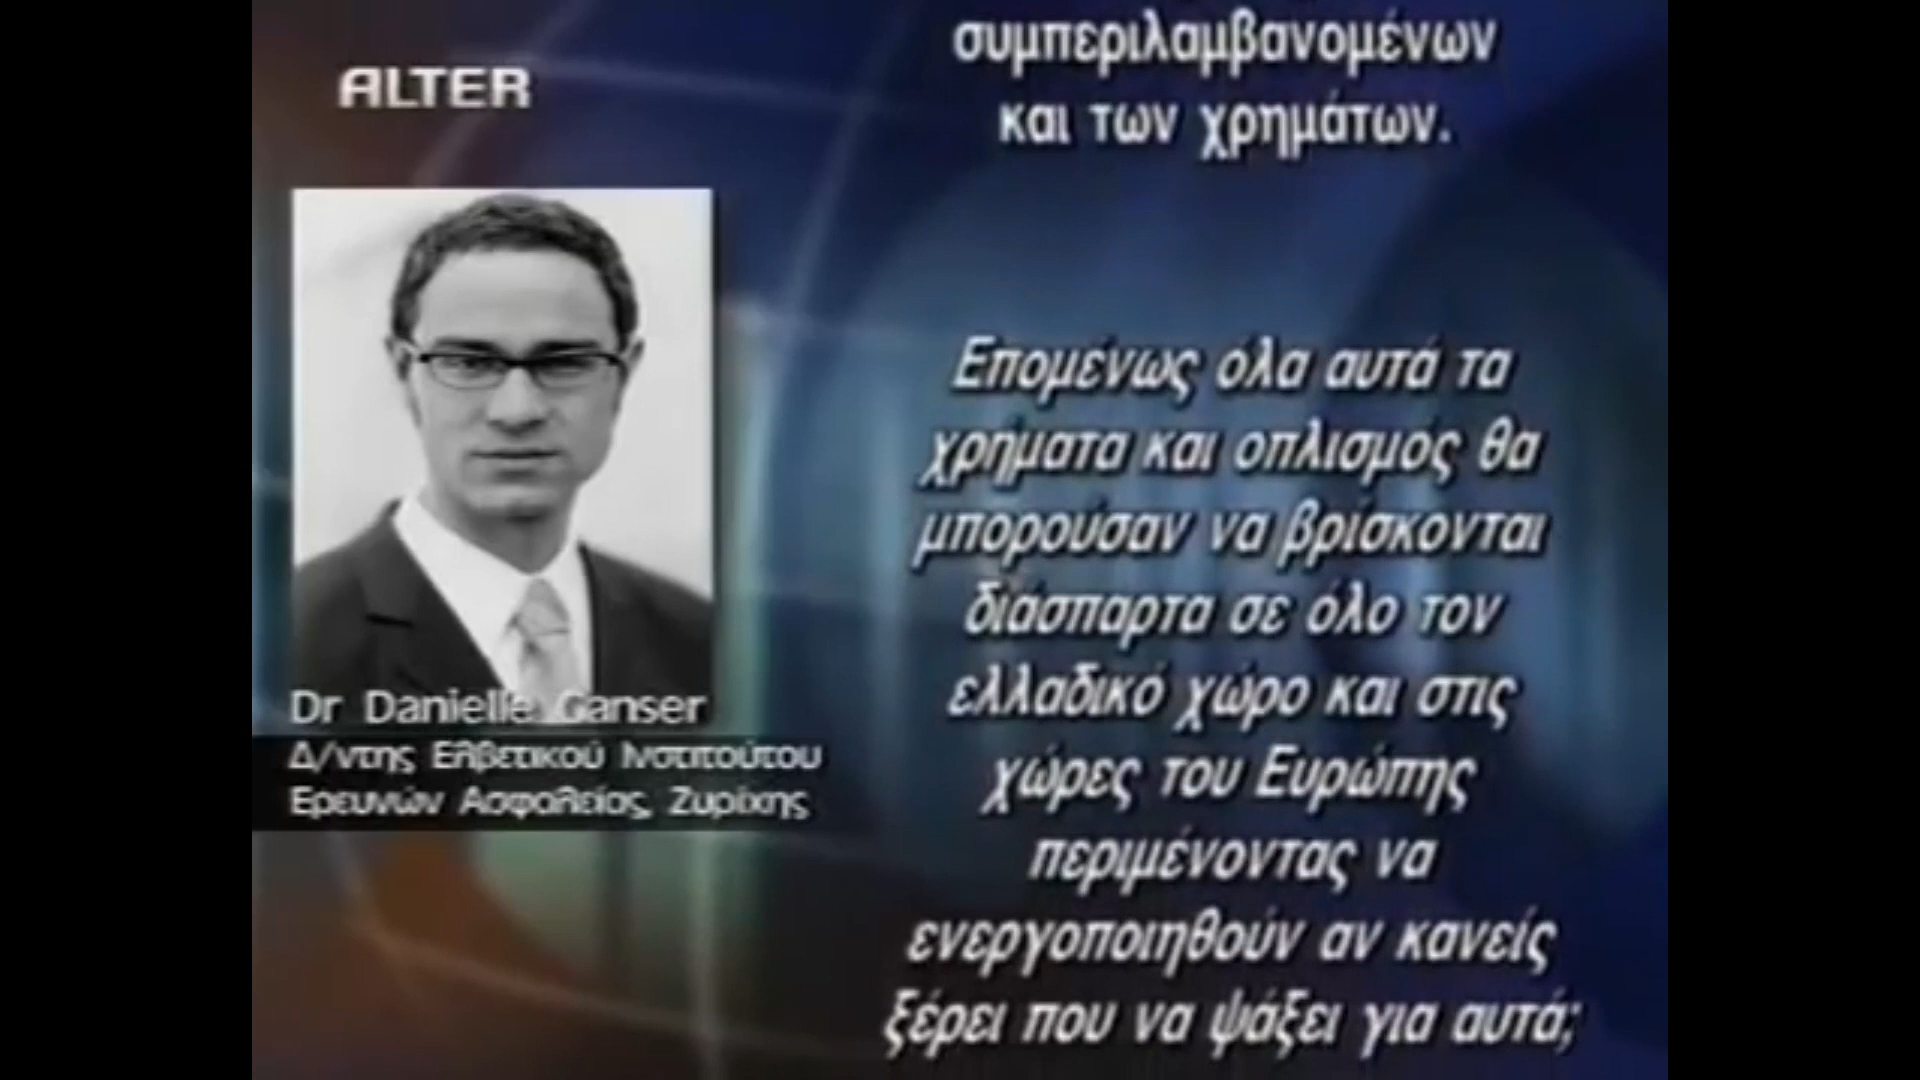 ALTER
συμπεριλαμβανομένων
και των χρημάτων.
Επομένως όλα αυτά τα
χρήματα και οπλισμός θα
μπορούσαν να βρίσκονται
διάσπαρτα σε όλο τον
ελλαδικό χώρο και στις
χώρες του Ευρώπης
περιμένοντας να
ενεργοποιηθούν αν κανείς
ξέρει που να ψάξει για αυτά;
Dr Danielle Ganser
Δ/ντης Ελβετικού Ινστιτούτου
Ερευνών Ασφαλείας, Ζυρίχης